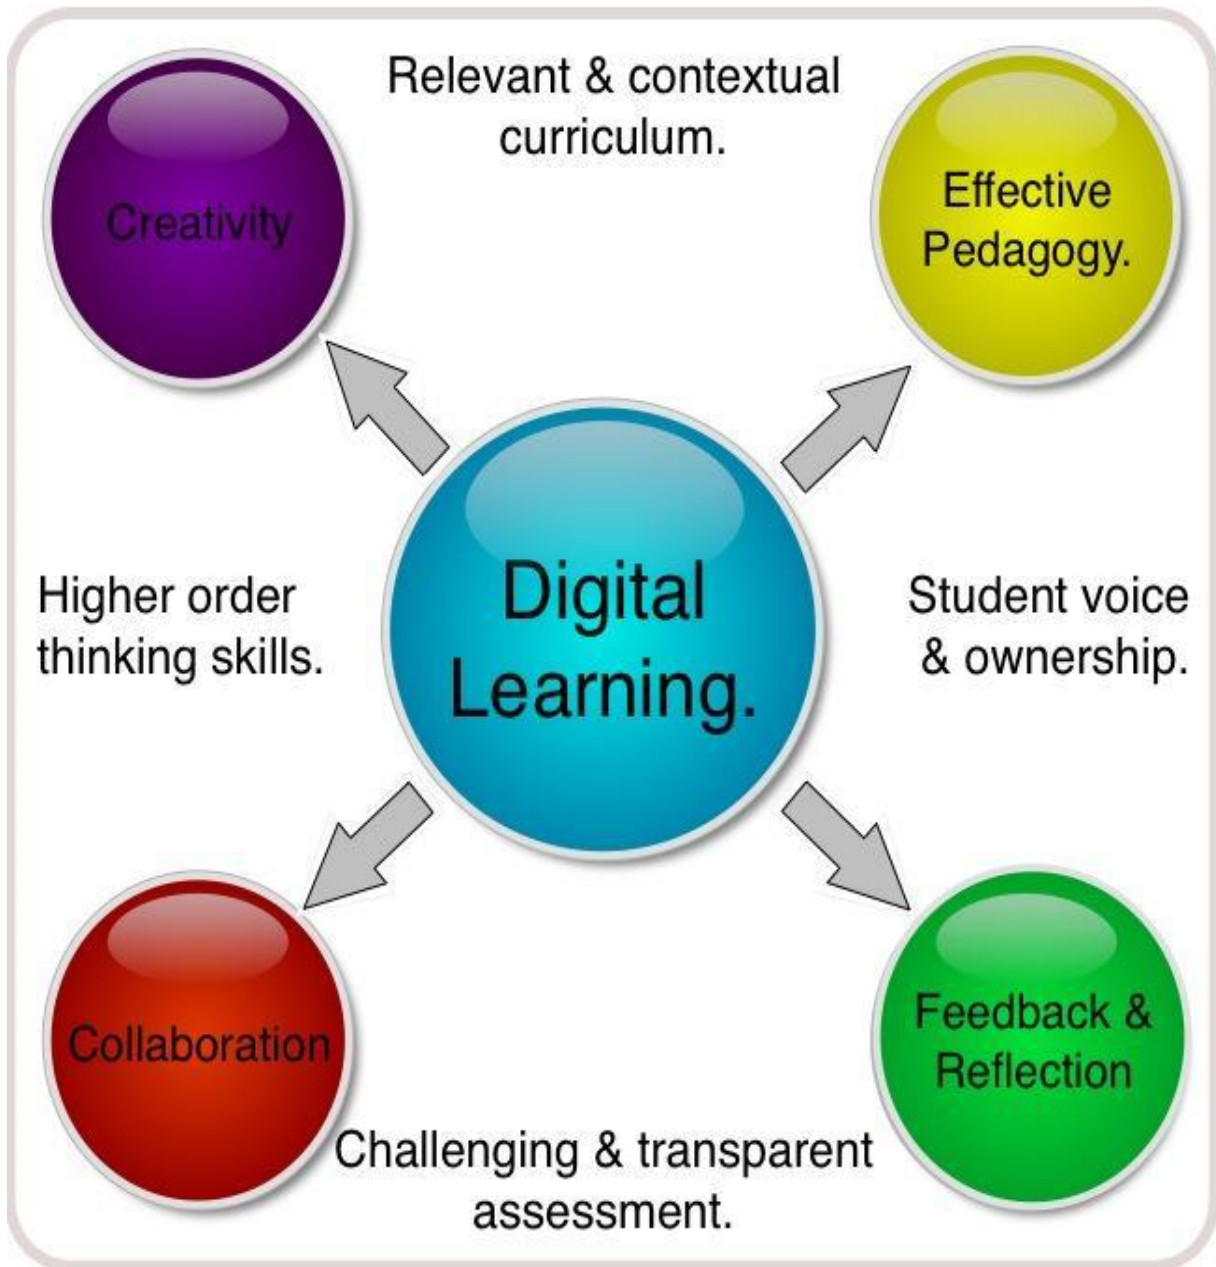 Relevant & contextual
curriculum.
Creativity
Effective
Pedagogy.
Higher order
thinking skills.
Digital
Learning.
Student voice
& ownership.
Collaboration
Feedback &
Reflection
Challenging & transparent
assessment.